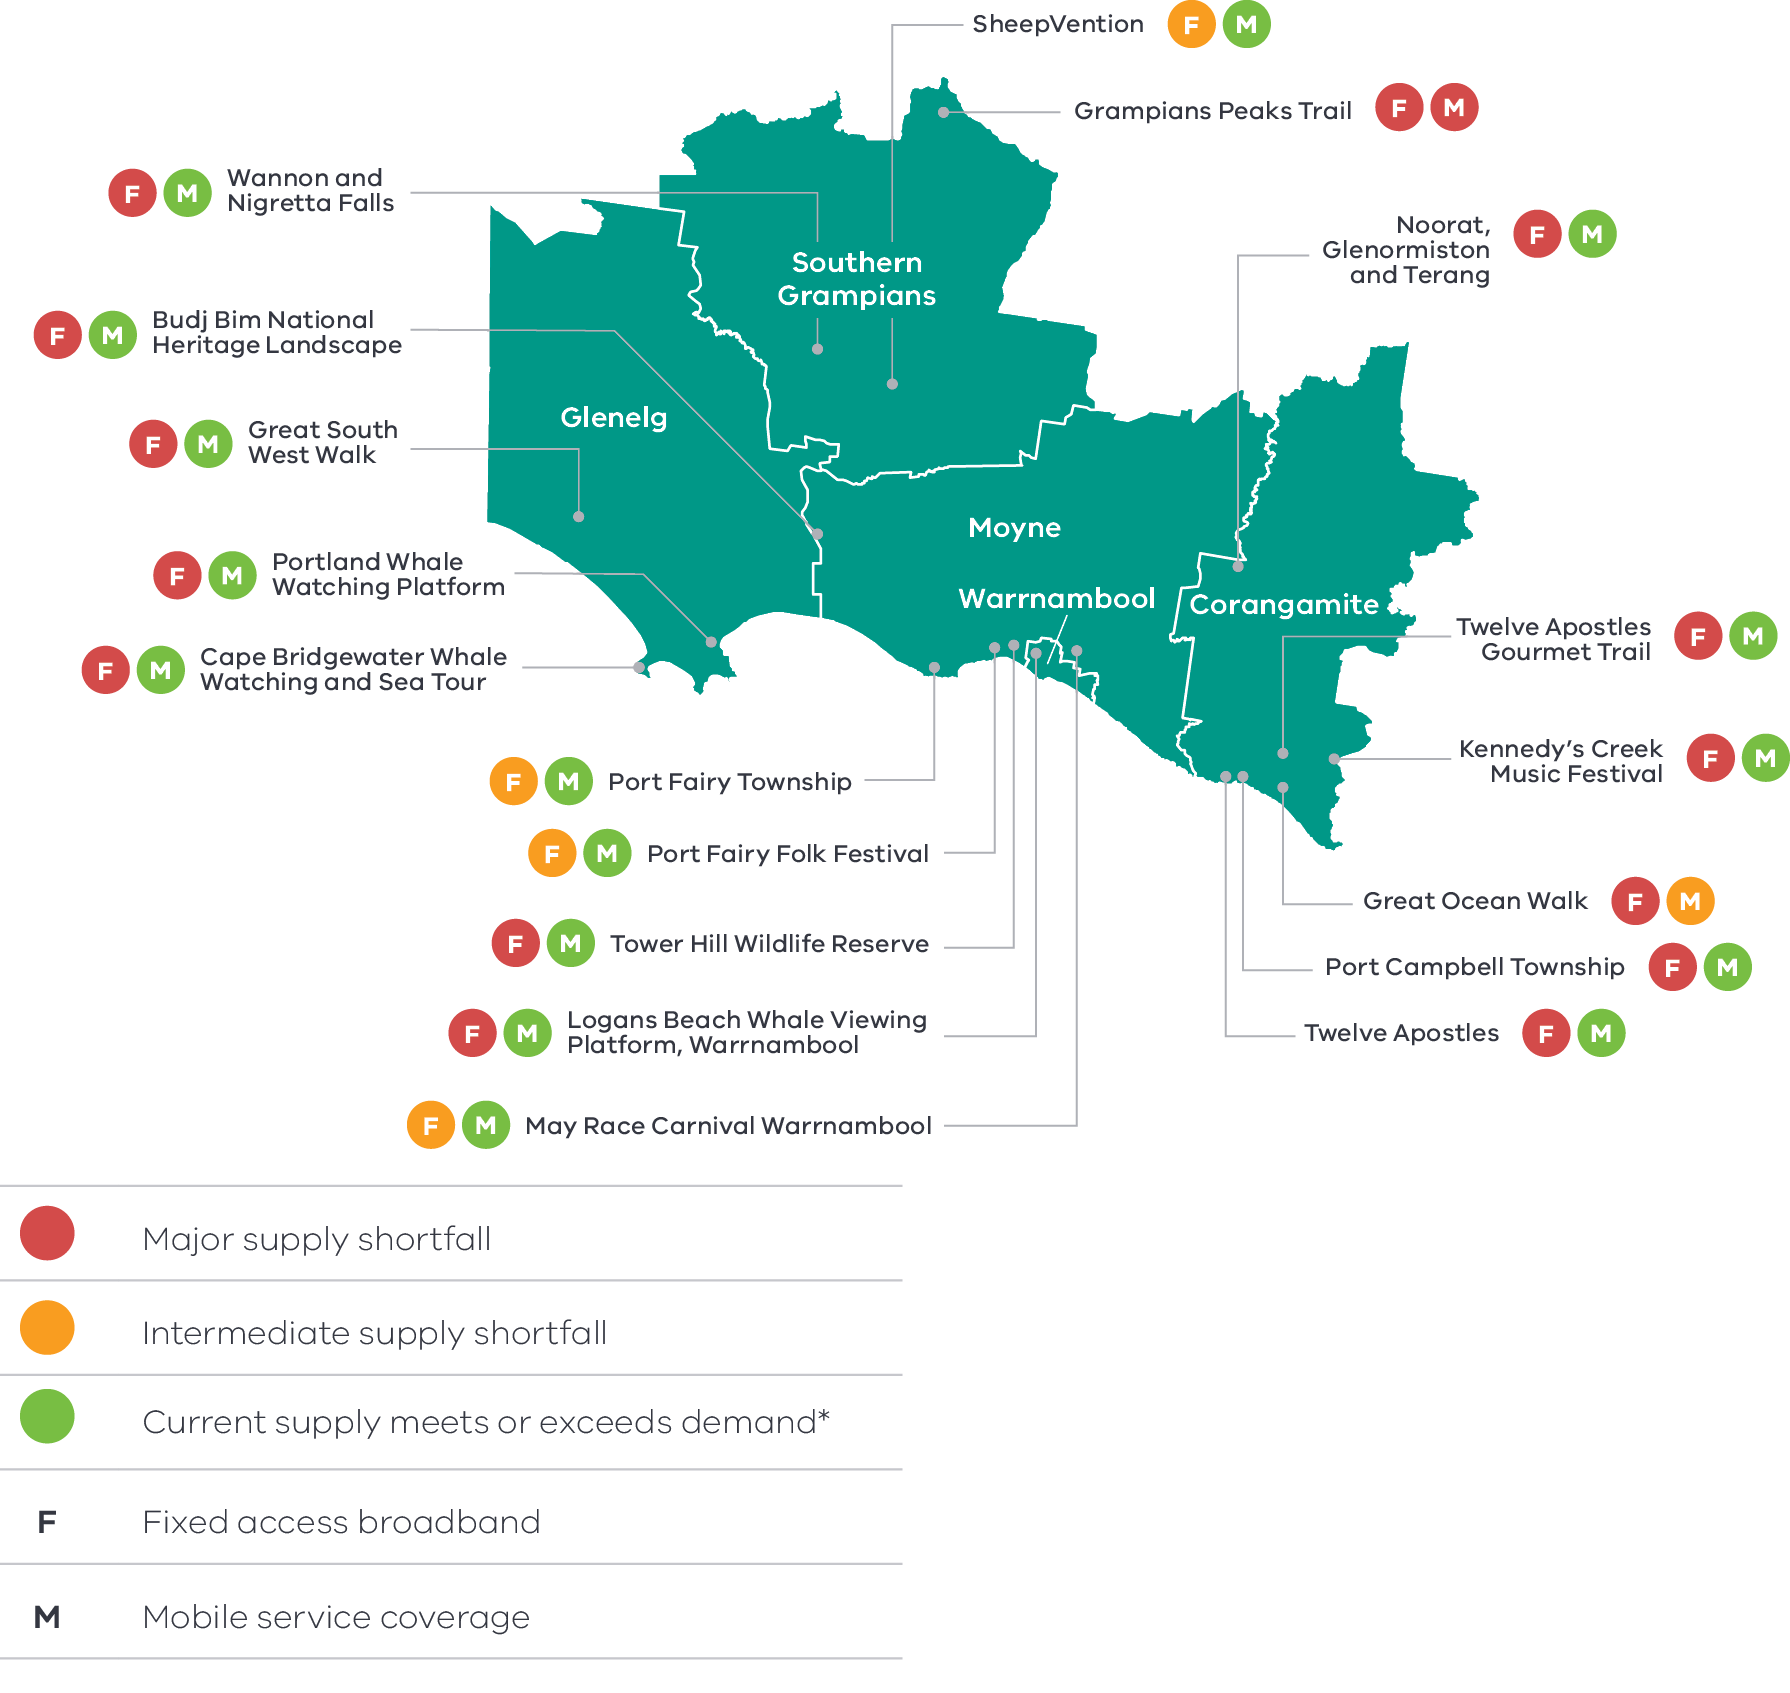 SheepVention F M
Grampians Peaks Trail F M
F M Wannon and
Nigretta Falls
Noorat,
Glenormiston
and Terang
F M
Southern
Grampians
F M Budj Bim National
Heritage Landscape
Glenelg
F M Great South
West Walk
Moyne
F M Portland Whale
Watching Platform
Warrnambool
Corangamite
Twelve Apostles
Gourmet Trail
F M
F M Cape Bridgewater Whale
Watching and Sea Tour
Kennedy’s Creek
Music Festival
F M
F M Port Fairy Township
F M Port Fairy Folk Festival
Great Ocean Walk F M
F M Tower Hill Wildlife Reserve
Port Campbell Township F M
F M Logans Beach Whale Viewing
Platform, Warrnambool
Twelve Apostles F M
F M May Race Carnival Warrnambool
Major supply shortfall
Intermediate supply shortfall
Current supply meets or exceeds demand*
F Fixed access broadband
M Mobile service coverage